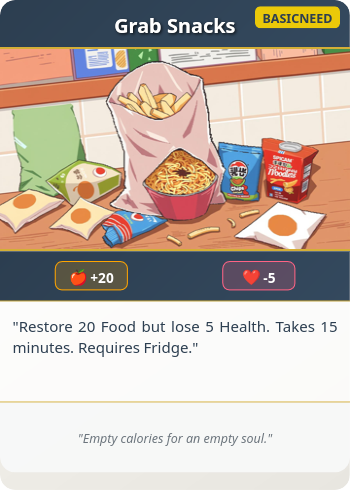 Grab Snacks
BASICNEED
+20
-5
"Restore 20 Food but lose 5 Health. Takes 15
minutes. Requires Fridge."
"Empty calories for an empty soul."